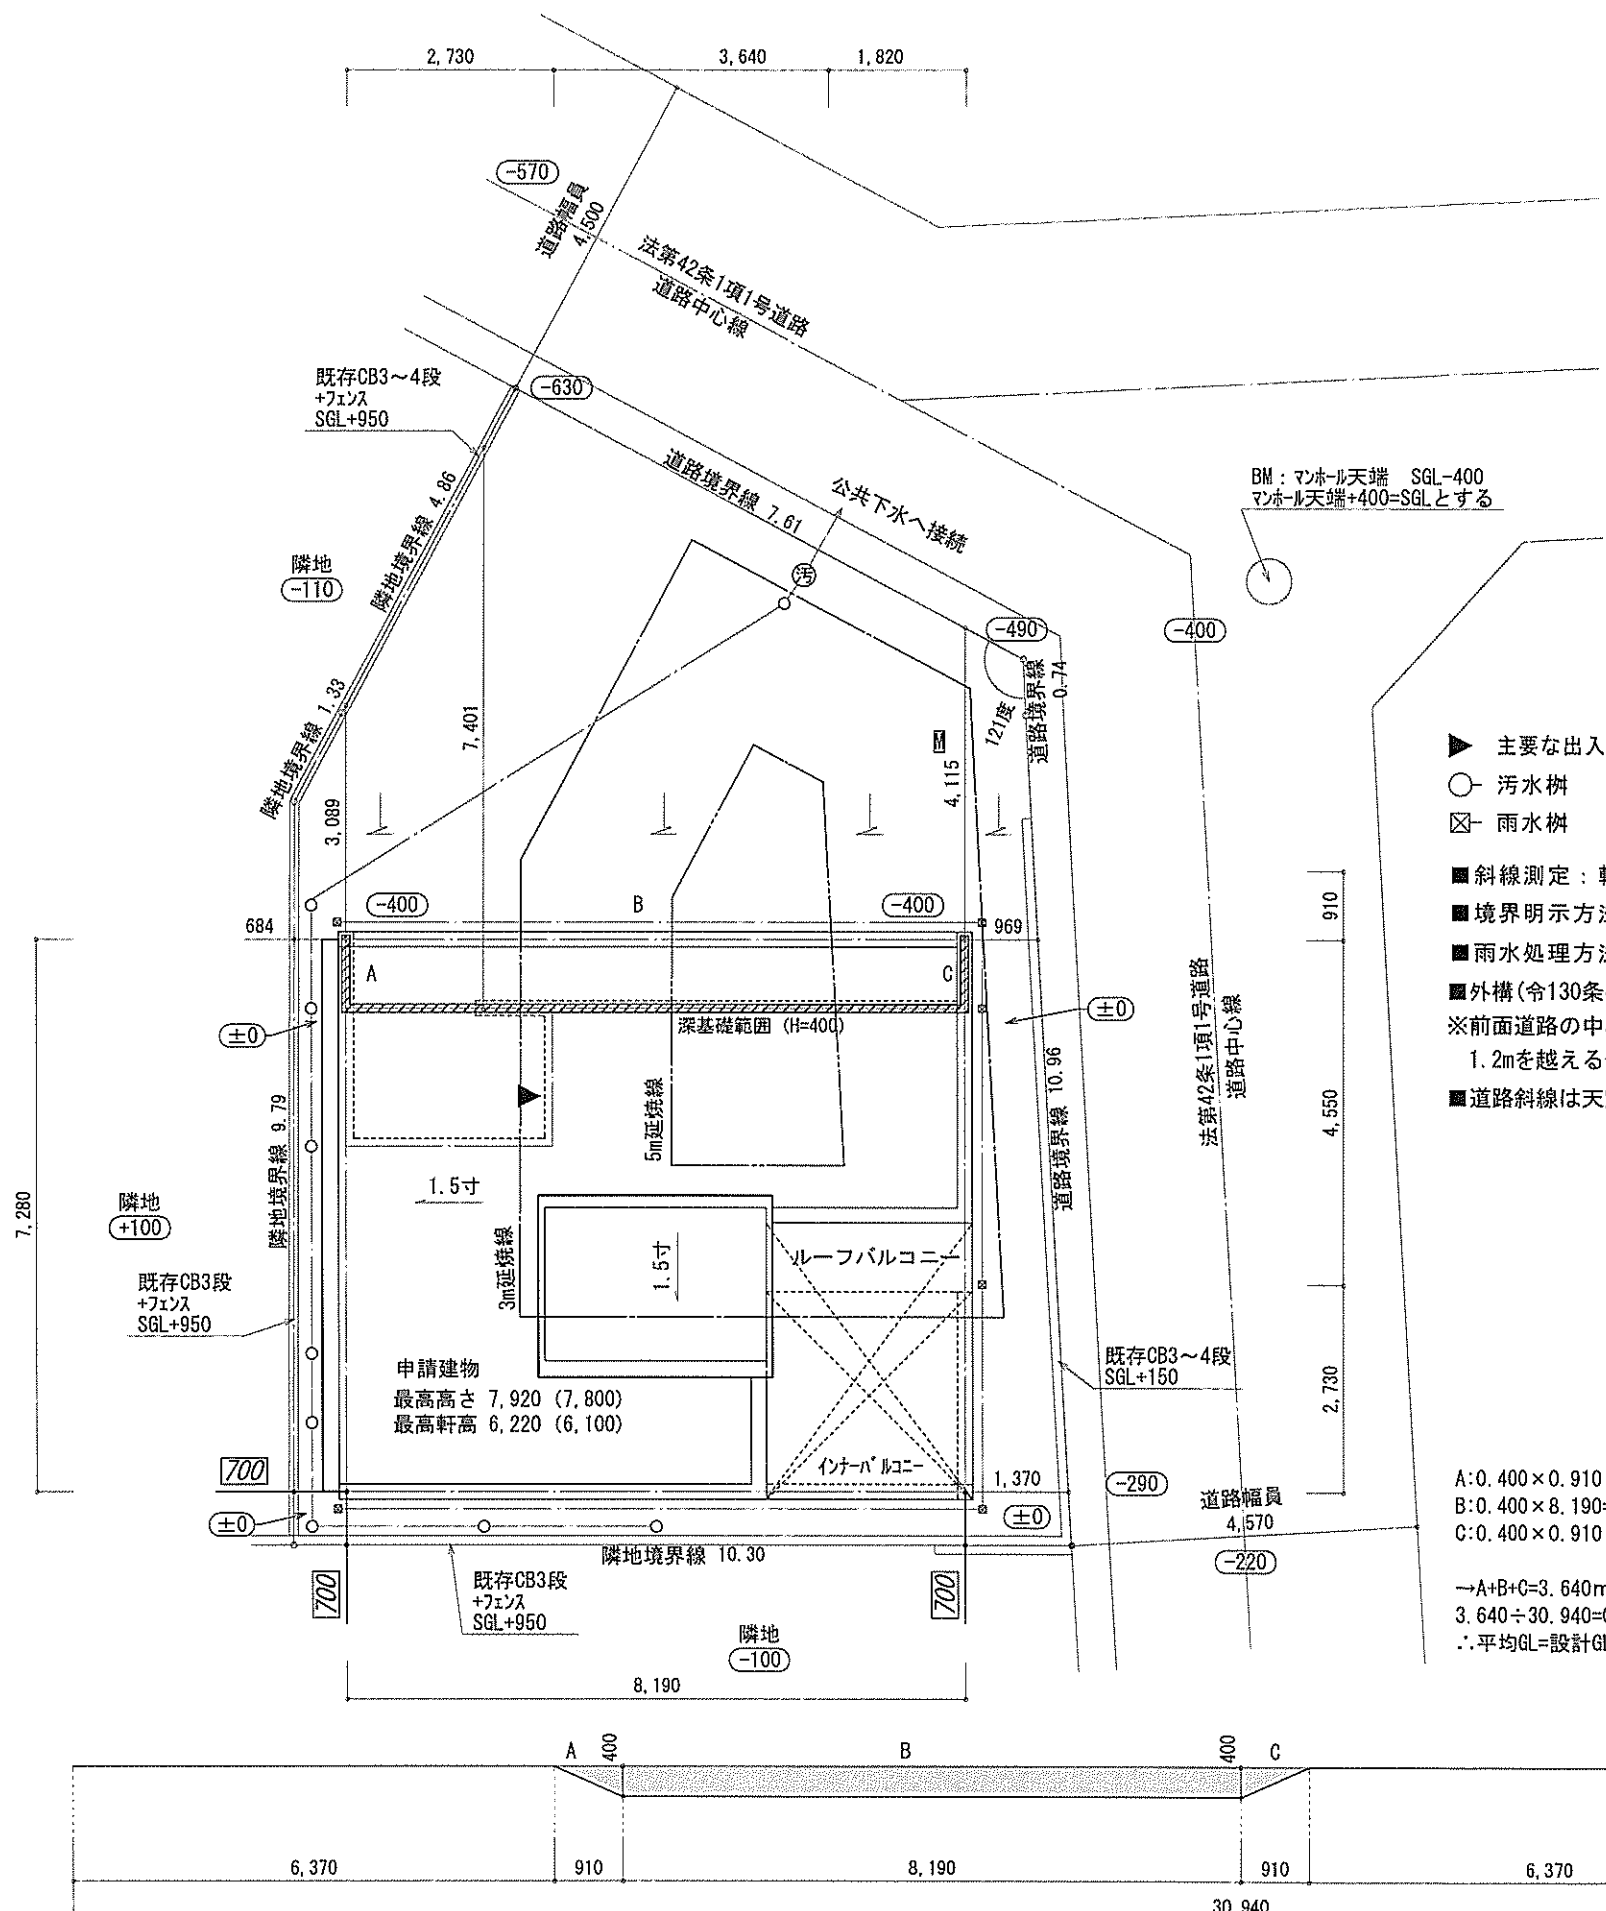 2,730
3,640
1,820
-570
道路幅員
4,500
法第42条1項1号道路
道路中心線
既存CB3〜4段
+フェンス
SGL+950
-630
道路境界線 7.61
公共下水へ接続
汚
BM：マンホール天端 SGL-400
マンホール天端+400=SGLとする
隣地境界線 4.86
隣地
-110
-490
-400
道路境界線
0.74
121度
隣地境界線 1.33
7,401
M
4,115
3,089
主要な出入
汚水桝
雨水桝
■斜線測定：
■境界明示方法
■雨水処理方法
■外構(令130条
※前面道路の中
1.2mを越える
■道路斜線は天
-400
B
-400
684
969
910
A
C
深基礎範囲 (H=400)
±0
±0
法第42条1項1号道路
道路中心線
5m延焼線
道路境界線 10.96
4,550
隣地境界線 9.79
7,280
隣地
+100
1.5寸
1.5寸
3m延焼線
ルーフバルコニー
既存CB3段
+フェンス
SGL+950
申請建物
最高高さ 7,920 (7,800)
最高軒高 6,220 (6,100)
既存CB3〜4段
SGL+150
2,730
インナーバルコニー
700
1,370
-290
±0
±0
道路幅員
4,570
-220
A:0.400×0.910
B:0.400×8.190=
C:0.400×0.910
→A+B+C=3.640m
3.640÷30.940=0
∴平均GL=設計GL
隣地境界線 10.30
700
700
既存CB3段
+フェンス
SGL+950
隣地
-100
8,190
A
400
B
400
C
6,370
910
8,190
910
6,370
30,940